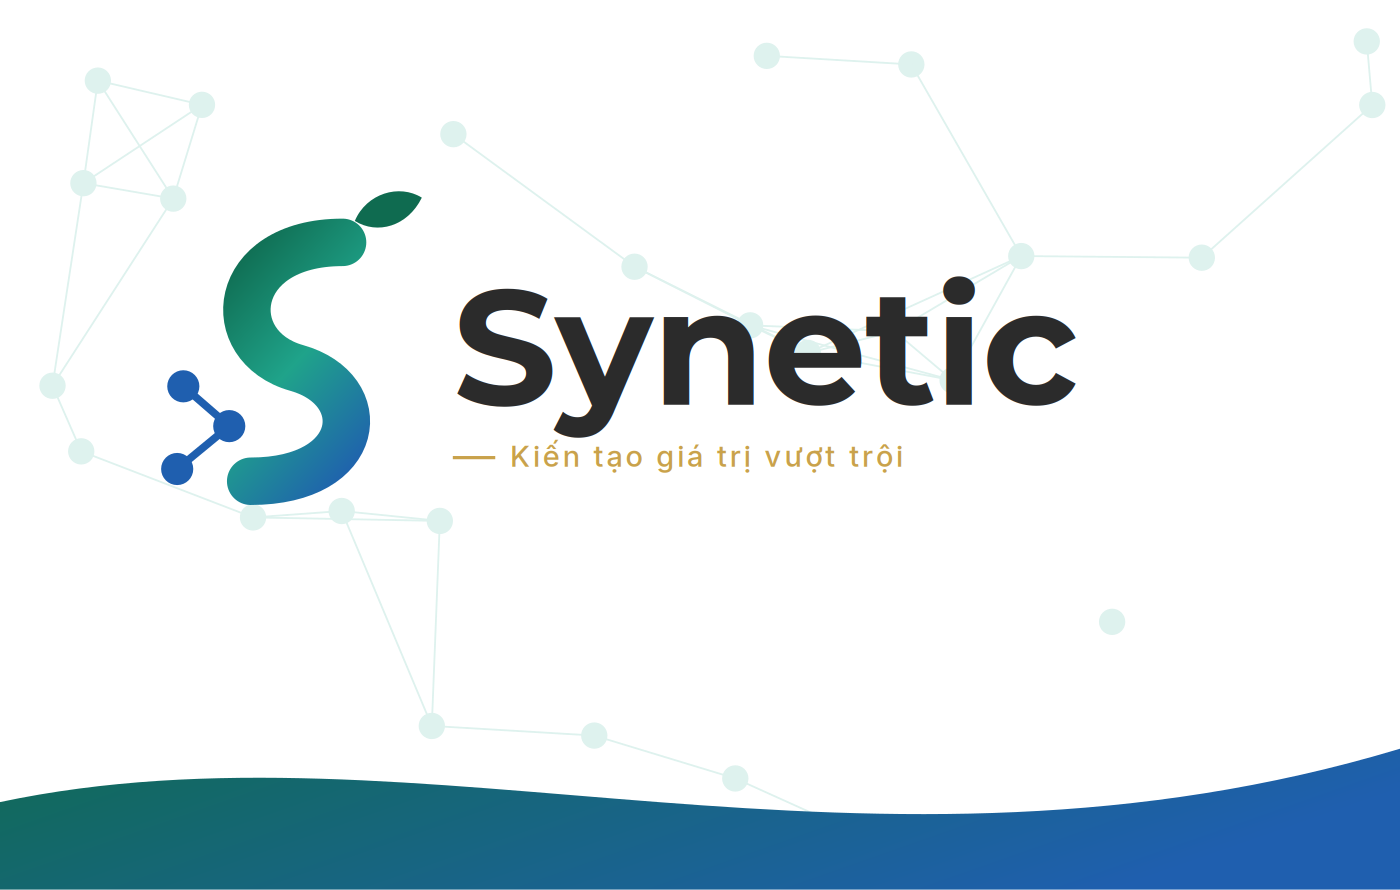 Synetic
Kiến tạo giá trị vượt trội